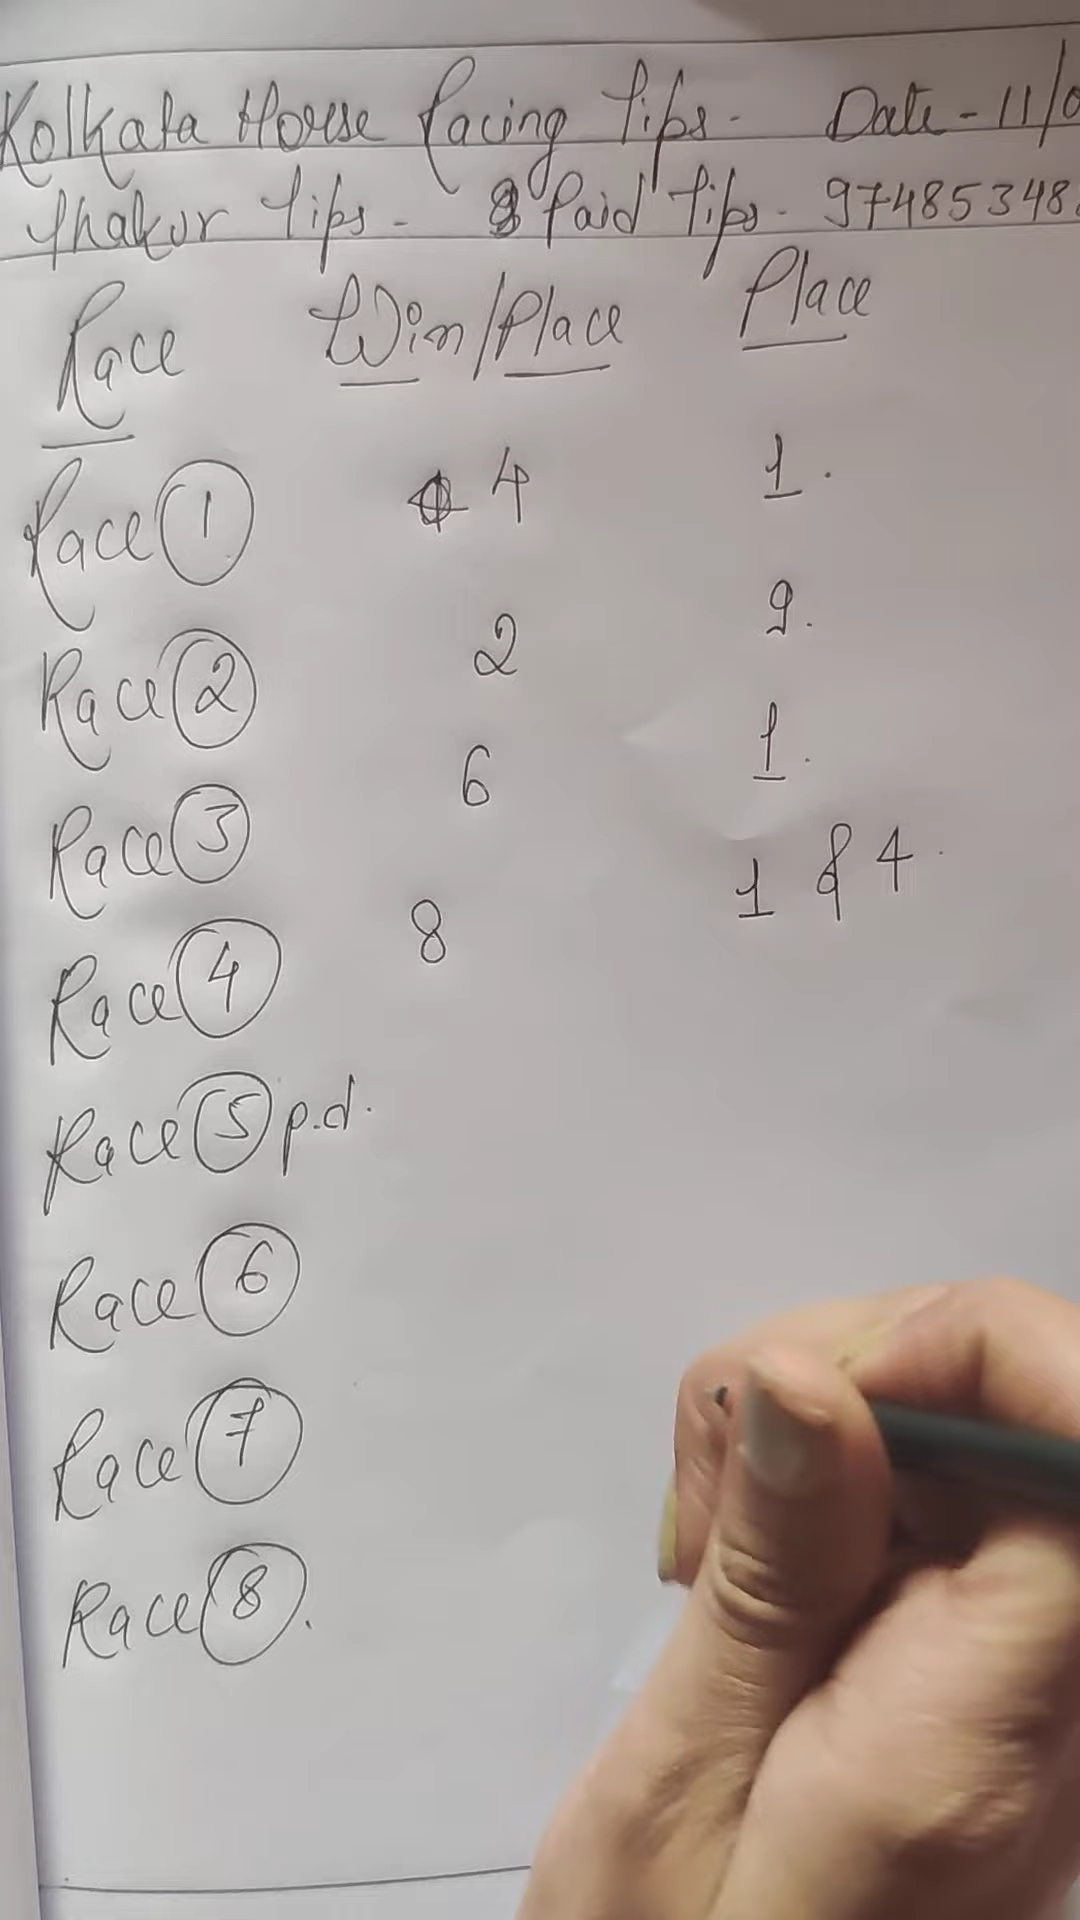 Kolkata Horse Racing Tips - Date - 11/0
Thakur Tips - Paid Tips - 97485348
Race Win/Place Place
Race 1 4 1.
Race 2 2 9.
Race 3 6 1.
Race 4 8 1 & 4.
Race 5 p.d.
Race 6
Race 7
Race 8.